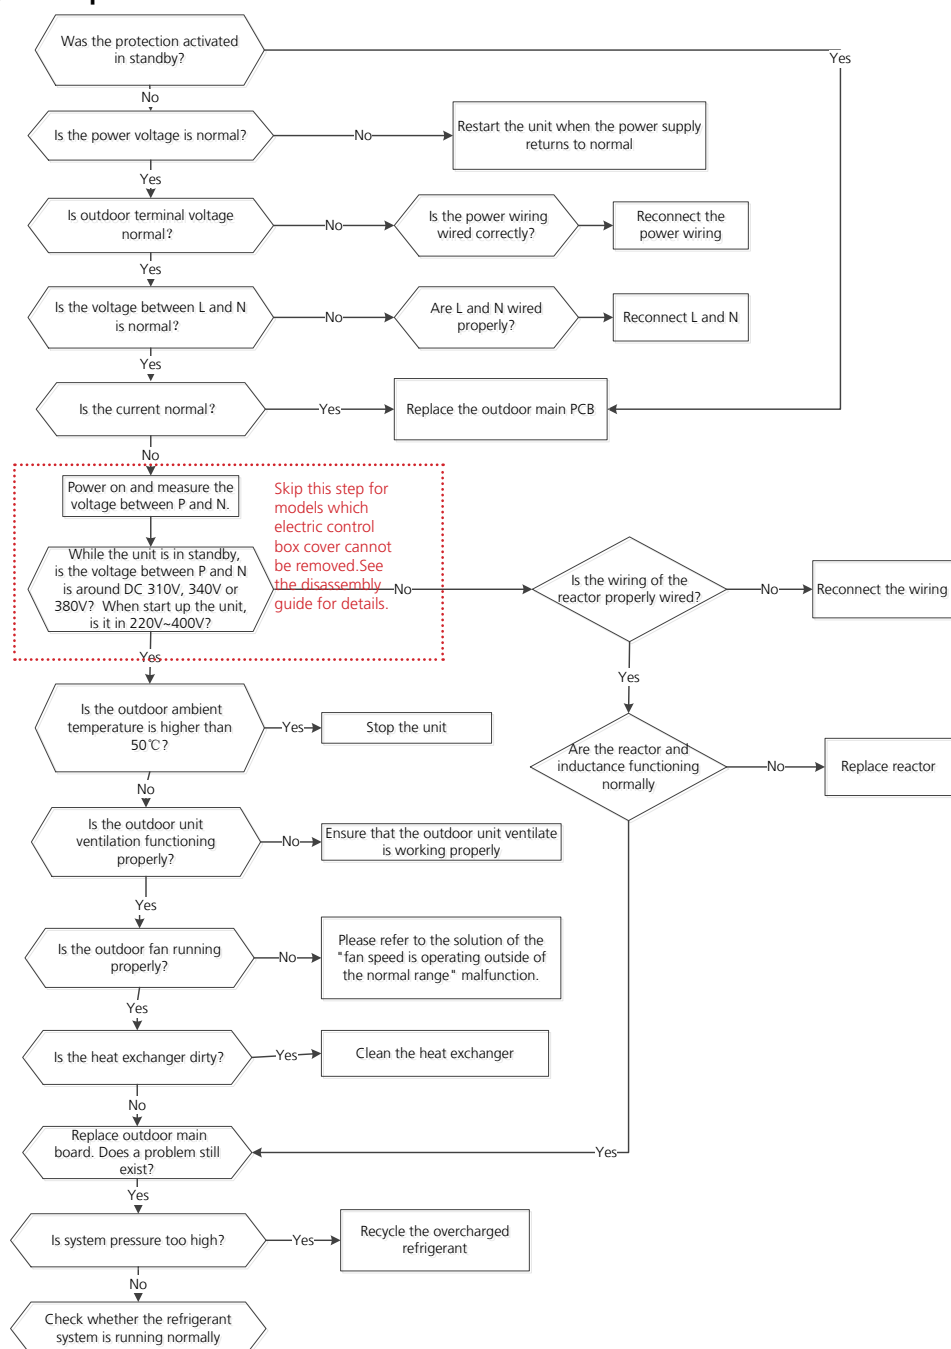 Was the protection activated
in standby?
Yes
No
Is the power voltage is normal?
No
Restart the unit when the power supply
returns to normal
Yes
Is outdoor terminal voltage
normal?
No
Is the power wiring
wired correctly?
Reconnect the
power wiring
Yes
Is the voltage between L and N
is normal?
No
Are L and N wired
properly?
Reconnect L and N
Yes
Is the current normal?
Yes
Replace the outdoor main PCB
No
Power on and measure the
voltage between P and N.
Skip this step for
models which
electric control
box cover cannot
be removed.See
the disassembly
guide for details.
While the unit is in standby,
is the voltage between P and N
is around DC 310V, 340V or
380V? When start up the unit,
is it in 220V~400V?
No
Is the wiring of the
reactor properly wired?
No
Reconnect the wiring
Yes
Yes
Is the outdoor ambient
temperature is higher than
50℃?
Yes
Stop the unit
Are the reactor and
inductance functioning
normally
No
Replace reactor
No
Is the outdoor unit
ventilation functioning
properly?
No
Ensure that the outdoor unit ventilate
is working properly
Yes
Is the outdoor fan running
properly?
No
Please refer to the solution of the
"fan speed is operating outside of
the normal range" malfunction.
Yes
Is the heat exchanger dirty?
Yes
Clean the heat exchanger
No
Replace outdoor main
board. Does a problem still
exist?
Yes
Yes
Is system pressure too high?
Yes
Recycle the overcharged
refrigerant
No
Check whether the refrigerant
system is running normally